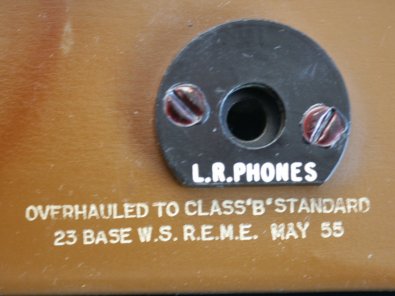 L.R.PHONES
OVERHAULED TO CLASS "B" STANDARD
23 BASE W.S. R.E.M.E. MAY 55